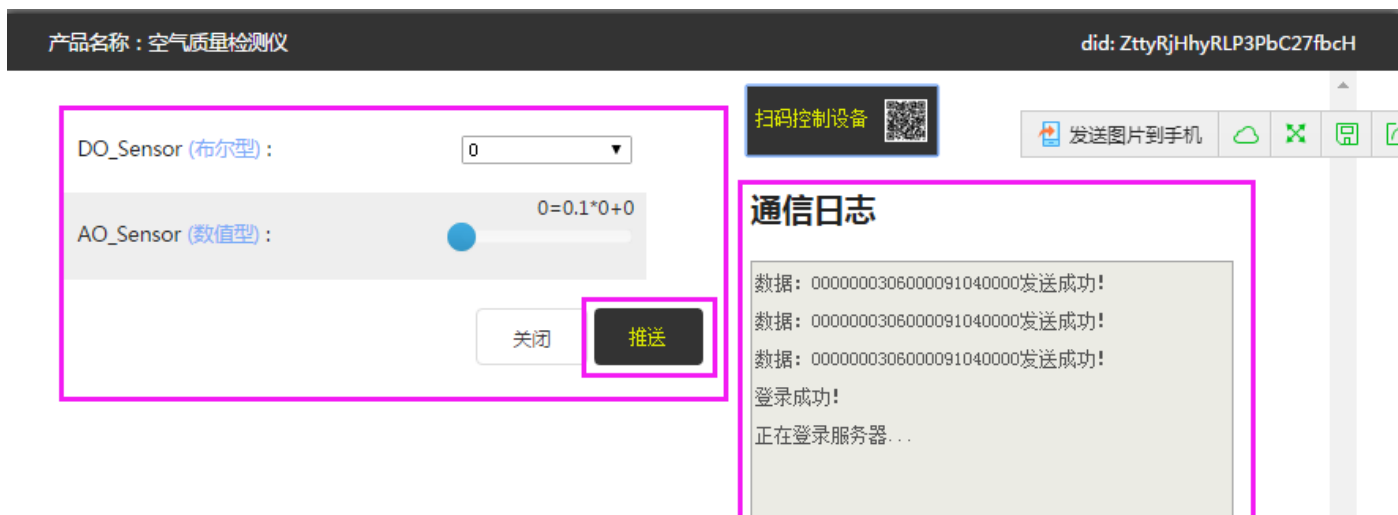 产品名称：空气质量检测仪
did: ZttyRjHhyRLP3PbC27fbcH
DO_Sensor (布尔型)：
0
AO_Sensor (数值型)：
0=0.1*0+0
关闭
推送
扫码控制设备
发送图片到手机
通信日志
数据: 0000000306000091040000发送成功!
数据: 0000000306000091040000发送成功!
数据: 0000000306000091040000发送成功!
登录成功!
正在登录服务器...